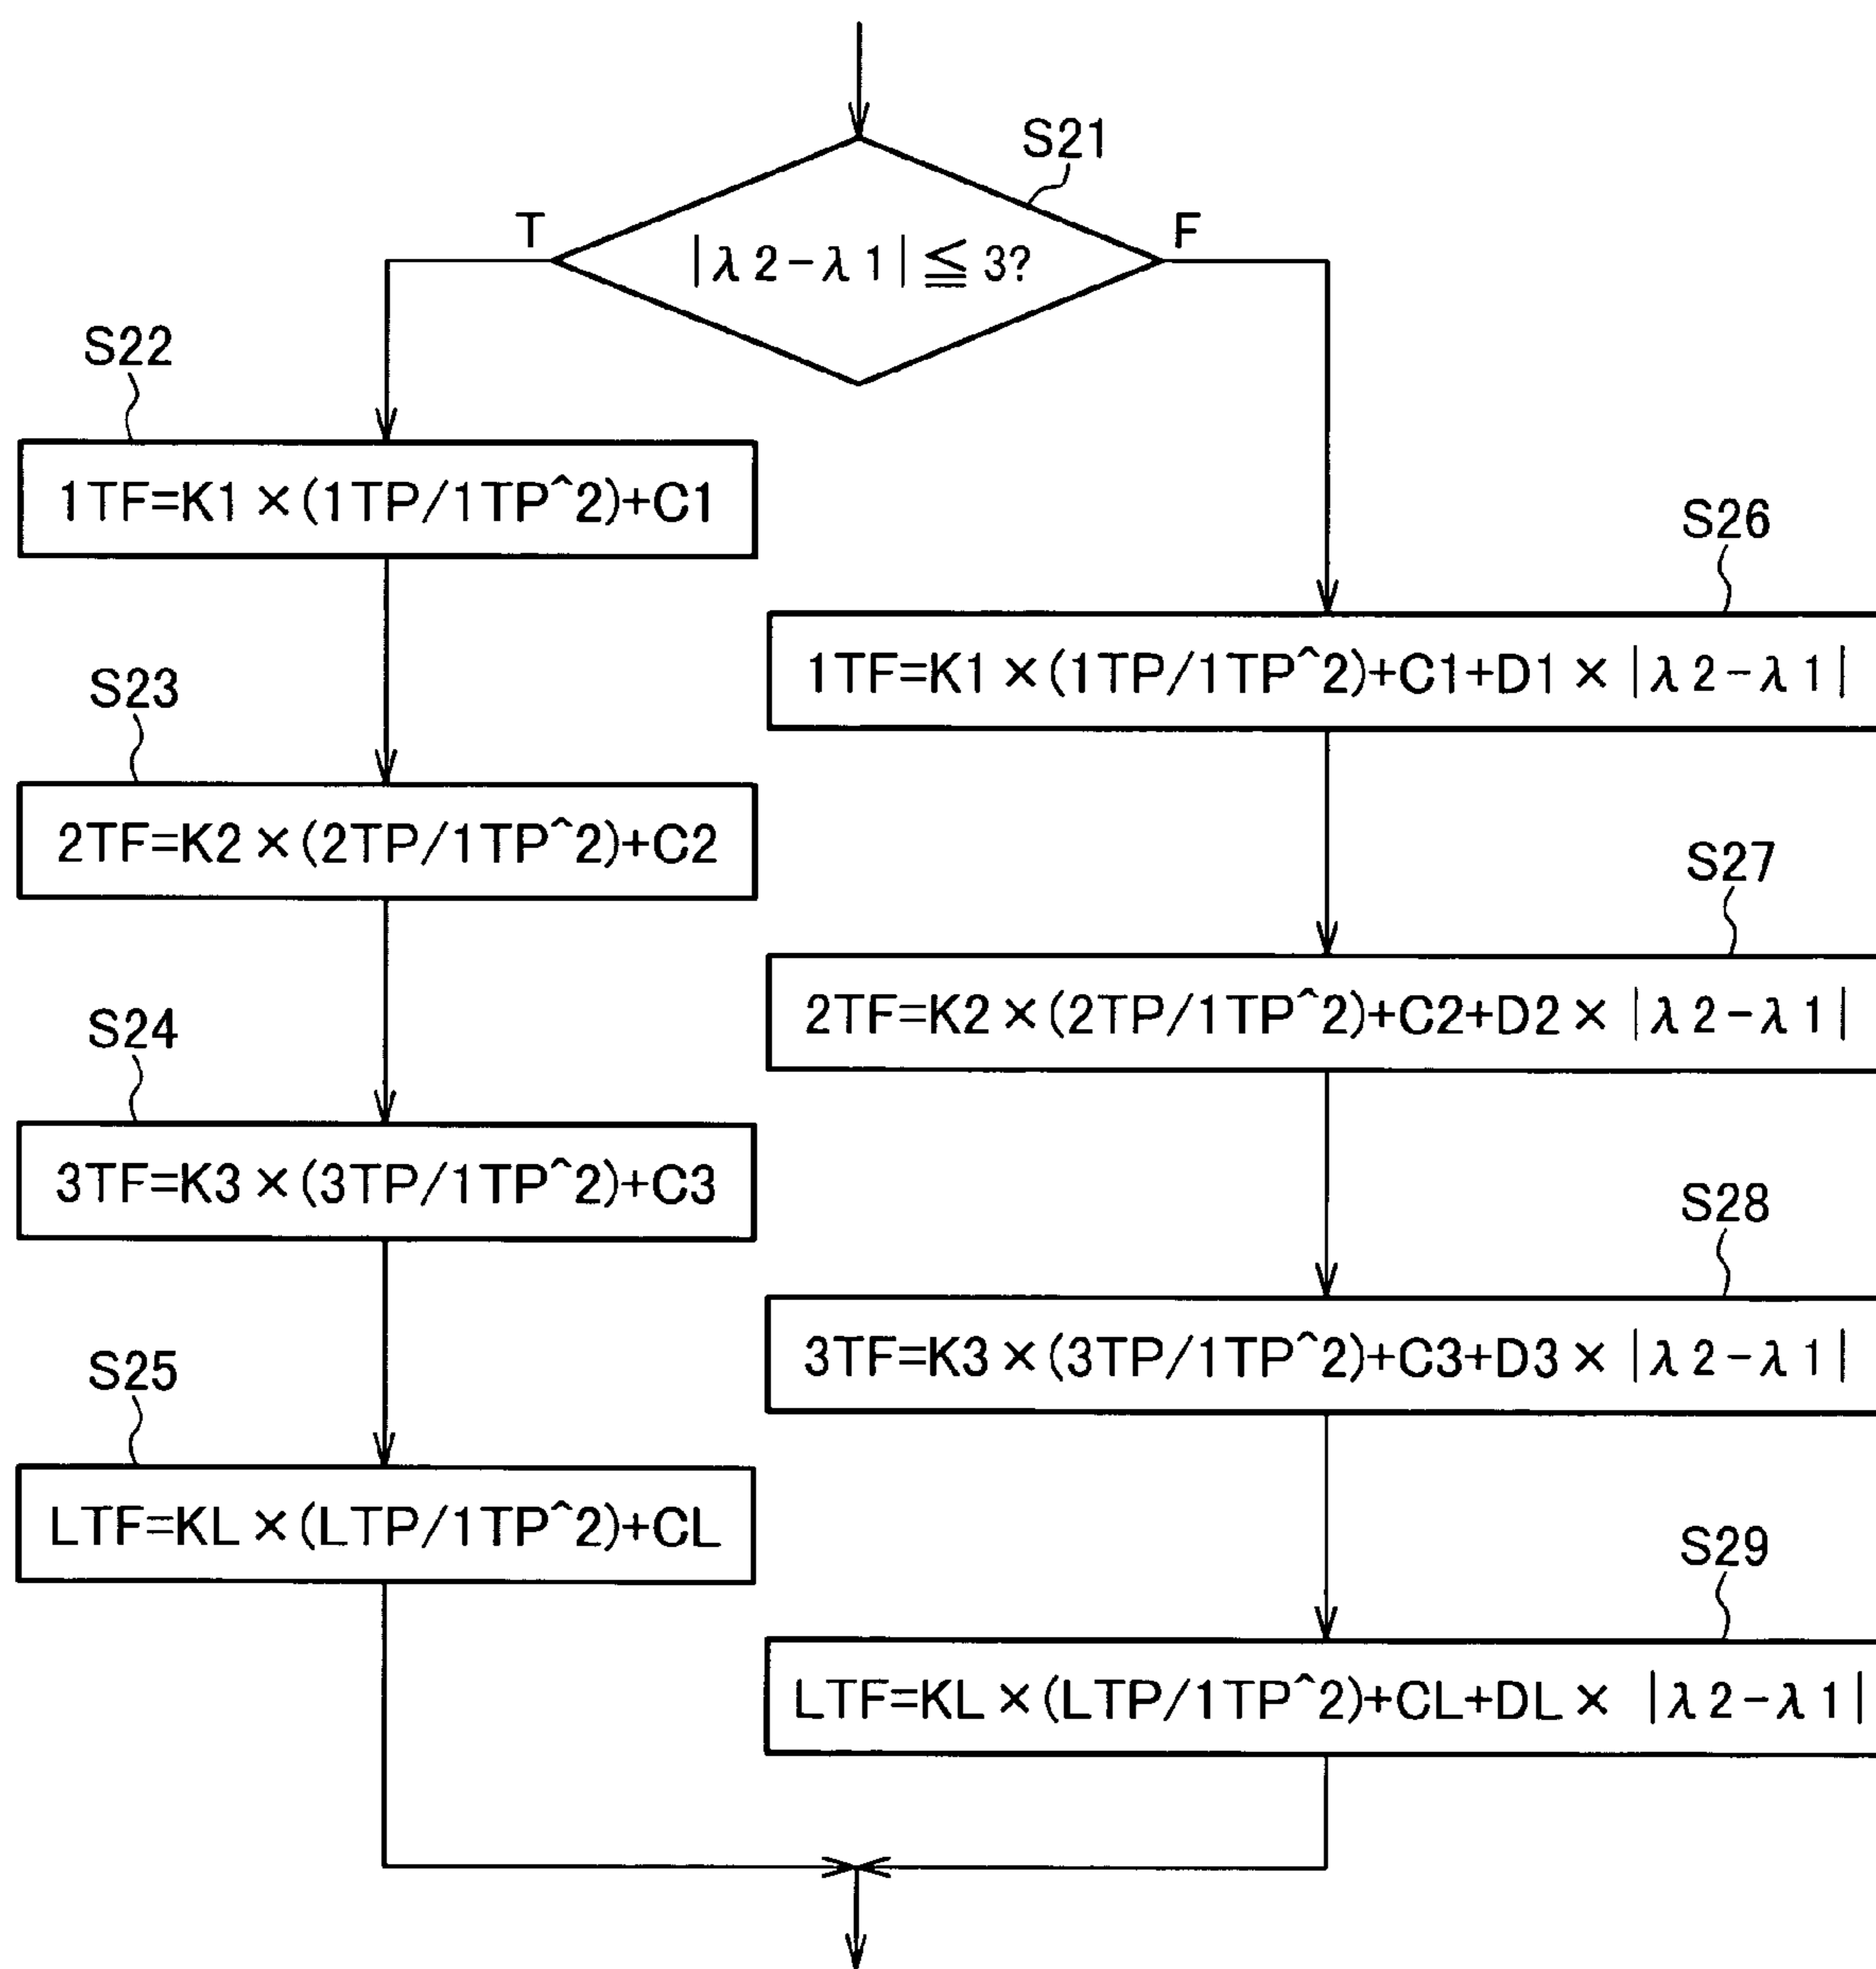 S21
T
F
|λ2-λ1|≦3?
S22
1TF=K1×(1TP/1TP^2)+C1
S23
2TF=K2×(2TP/1TP^2)+C2
S24
3TF=K3×(3TP/1TP^2)+C3
S25
LTF=KL×(LTP/1TP^2)+CL
S26
1TF=K1×(1TP/1TP^2)+C1+D1×|λ2-λ1|
S27
2TF=K2×(2TP/1TP^2)+C2+D2×|λ2-λ1|
S28
3TF=K3×(3TP/1TP^2)+C3+D3×|λ2-λ1|
S29
LTF=KL×(LTP/1TP^2)+CL+DL×|λ2-λ1|